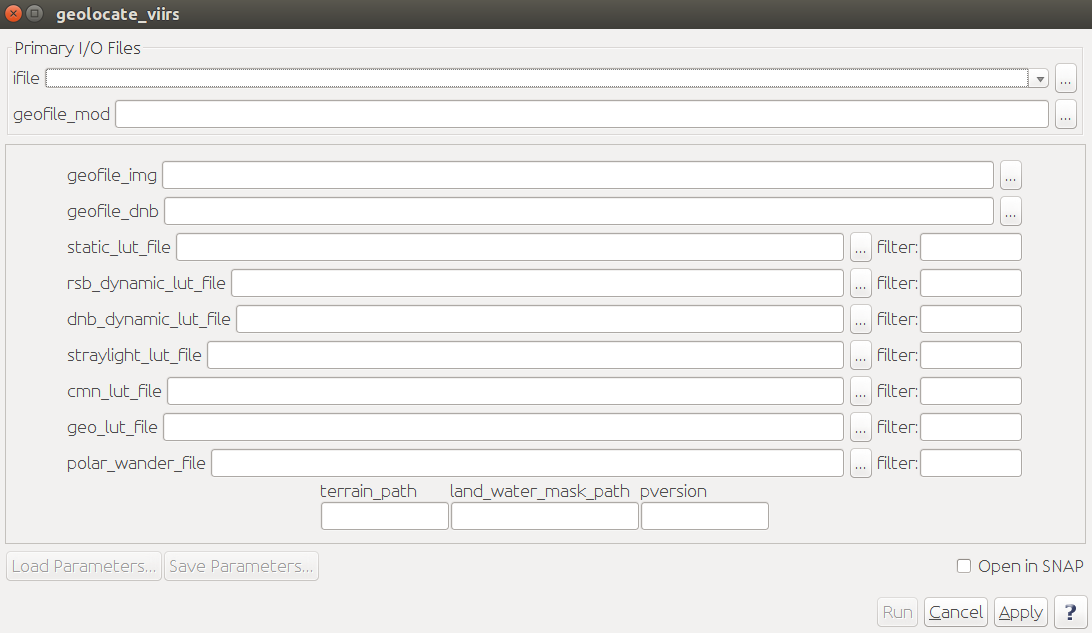 geolocate_viirs
Primary I/O Files
ifile ...
geofile_mod ...
geofile_img ...
geofile_dnb ...
static_lut_file ... filter:
rsb_dynamic_lut_file ... filter:
dnb_dynamic_lut_file ... filter:
straylight_lut_file ... filter:
cmn_lut_file ... filter:
geo_lut_file ... filter:
polar_wander_file ... filter:
terrain_path land_water_mask_path pversion
Load Parameters... Save Parameters... Open in SNAP
Run Cancel Apply ?